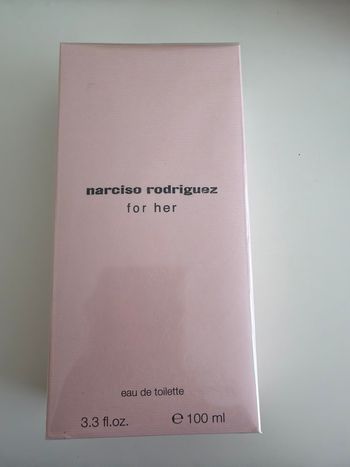 narciso rodriguez
for her
eau de toilette
3.3 fl.oz. ℮ 100 ml